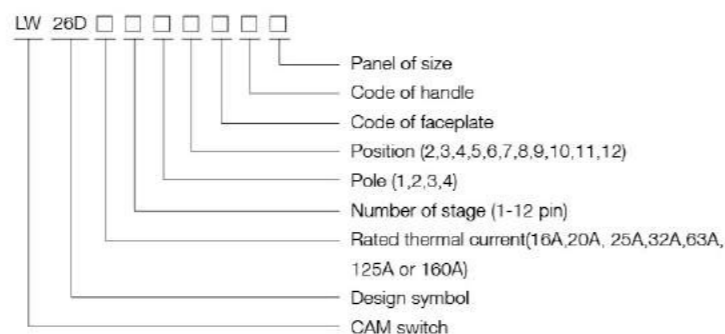 LW 26D □ □ □ □ □ □ □
Panel of size
Code of handle
Code of faceplate
Position (2,3,4,5,6,7,8,9,10,11,12)
Pole (1,2,3,4)
Number of stage (1-12 pin)
Rated thermal current(16A,20A, 25A,32A,63A,
125A or 160A)
Design symbol
CAM switch